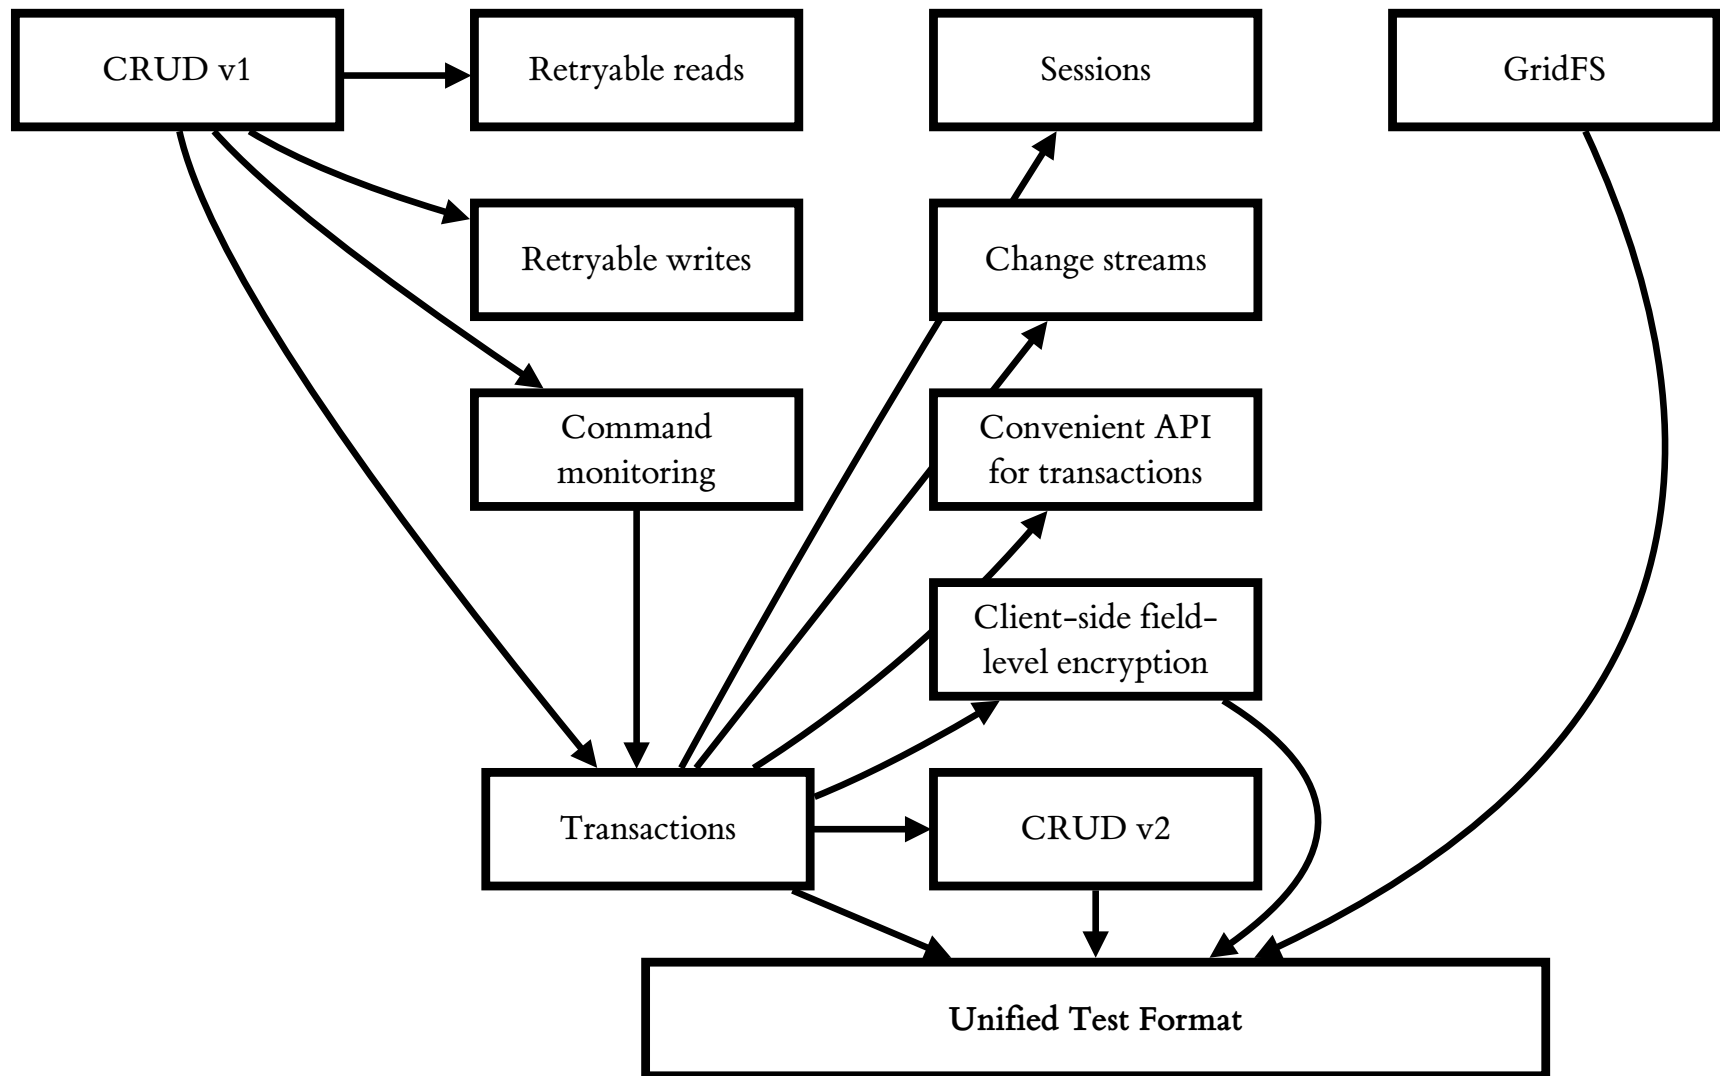 CRUD v1
Retryable reads
Sessions
GridFS
Retryable writes
Change streams
Command
monitoring
Convenient API
for transactions
Client-side field-
level encryption
Transactions
CRUD v2
Unified Test Format